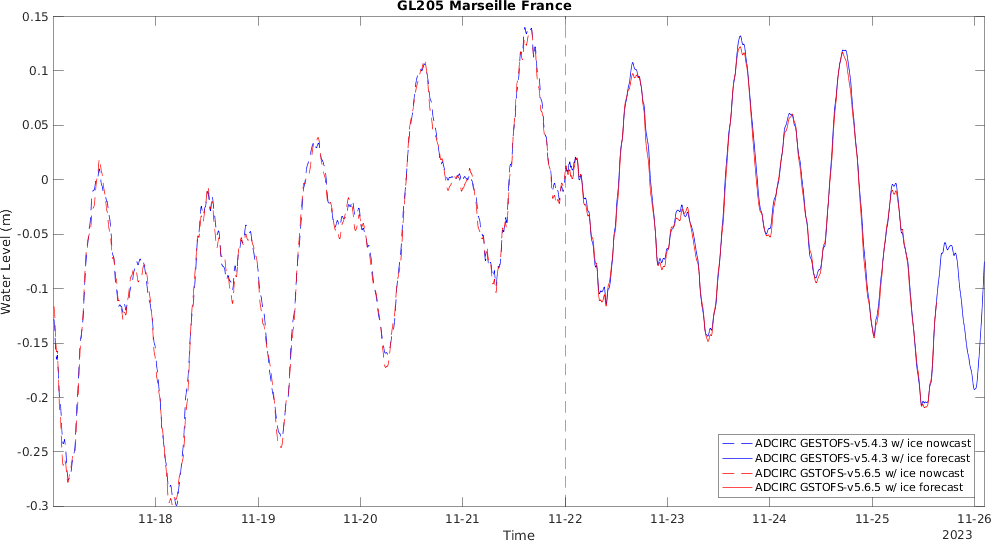 GL205 Marseille France
0.15
0.1
0.05
0
-0.05
-0.1
-0.15
-0.2
-0.25
-0.3
Water Level (m)
ADCIRC GESTOFS-v5.4.3 w/ ice nowcast
ADCIRC GESTOFS-v5.4.3 w/ ice forecast
ADCIRC GSTOFS-v5.6.5 w/ ice nowcast
ADCIRC GSTOFS-v5.6.5 w/ ice forecast
11-18 11-19 11-20 11-21 11-22 11-23 11-24 11-25 11-26
Time
2023